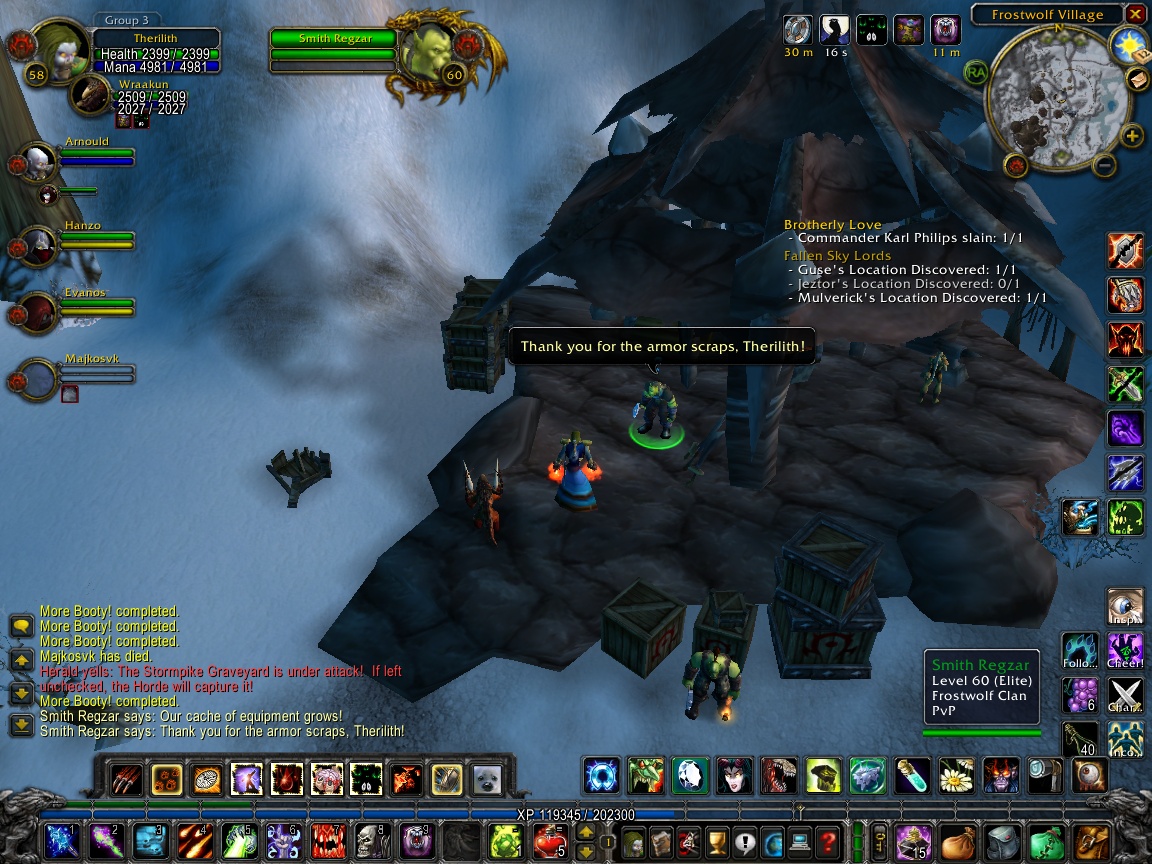 Group 3
Therilith
Health 2399 / 2399
Mana 4981 / 4981
58
Wraakun
2509 / 2509
2027 / 2027
Smith Regzar
60
30 m
16 s
11 m
Frostwolf Village
N
RA
Arnould
Hanzo
Evanos
Majkosvk
Brotherly Love
- Commander Karl Philips slain: 1/1
Fallen Sky Lords
- Guse's Location Discovered: 1/1
- Jeztor's Location Discovered: 0/1
- Mulverick's Location Discovered: 1/1
Thank you for the armor scraps, Therilith!
More Booty! completed.
More Booty! completed.
More Booty! completed.
Majkosvk has died.
Herald yells: The Stormpike Graveyard is under attack! If left
unchecked, the Horde will capture it!
More Booty! completed.
Smith Regzar says: Our cache of equipment grows!
Smith Regzar says: Thank you for the armor scraps, Therilith!
Smith Regzar
Level 60 (Elite)
Frostwolf Clan
PvP
Insp..
Follo...
Cheer!
6
Char..
40
XP 119345 / 202300
1
2
3
4
5
6
7
8
9
=
5
1
15